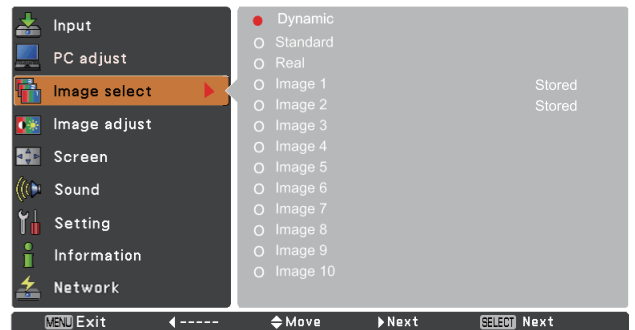 Input
PC adjust
Image select
Image adjust
Screen
Sound
Setting
Information
Network
Dynamic
Standard
Real
Image 1 Stored
Image 2 Stored
Image 3
Image 4
Image 5
Image 6
Image 7
Image 8
Image 9
Image 10
MENU Exit ----- Move Next SELECT Next